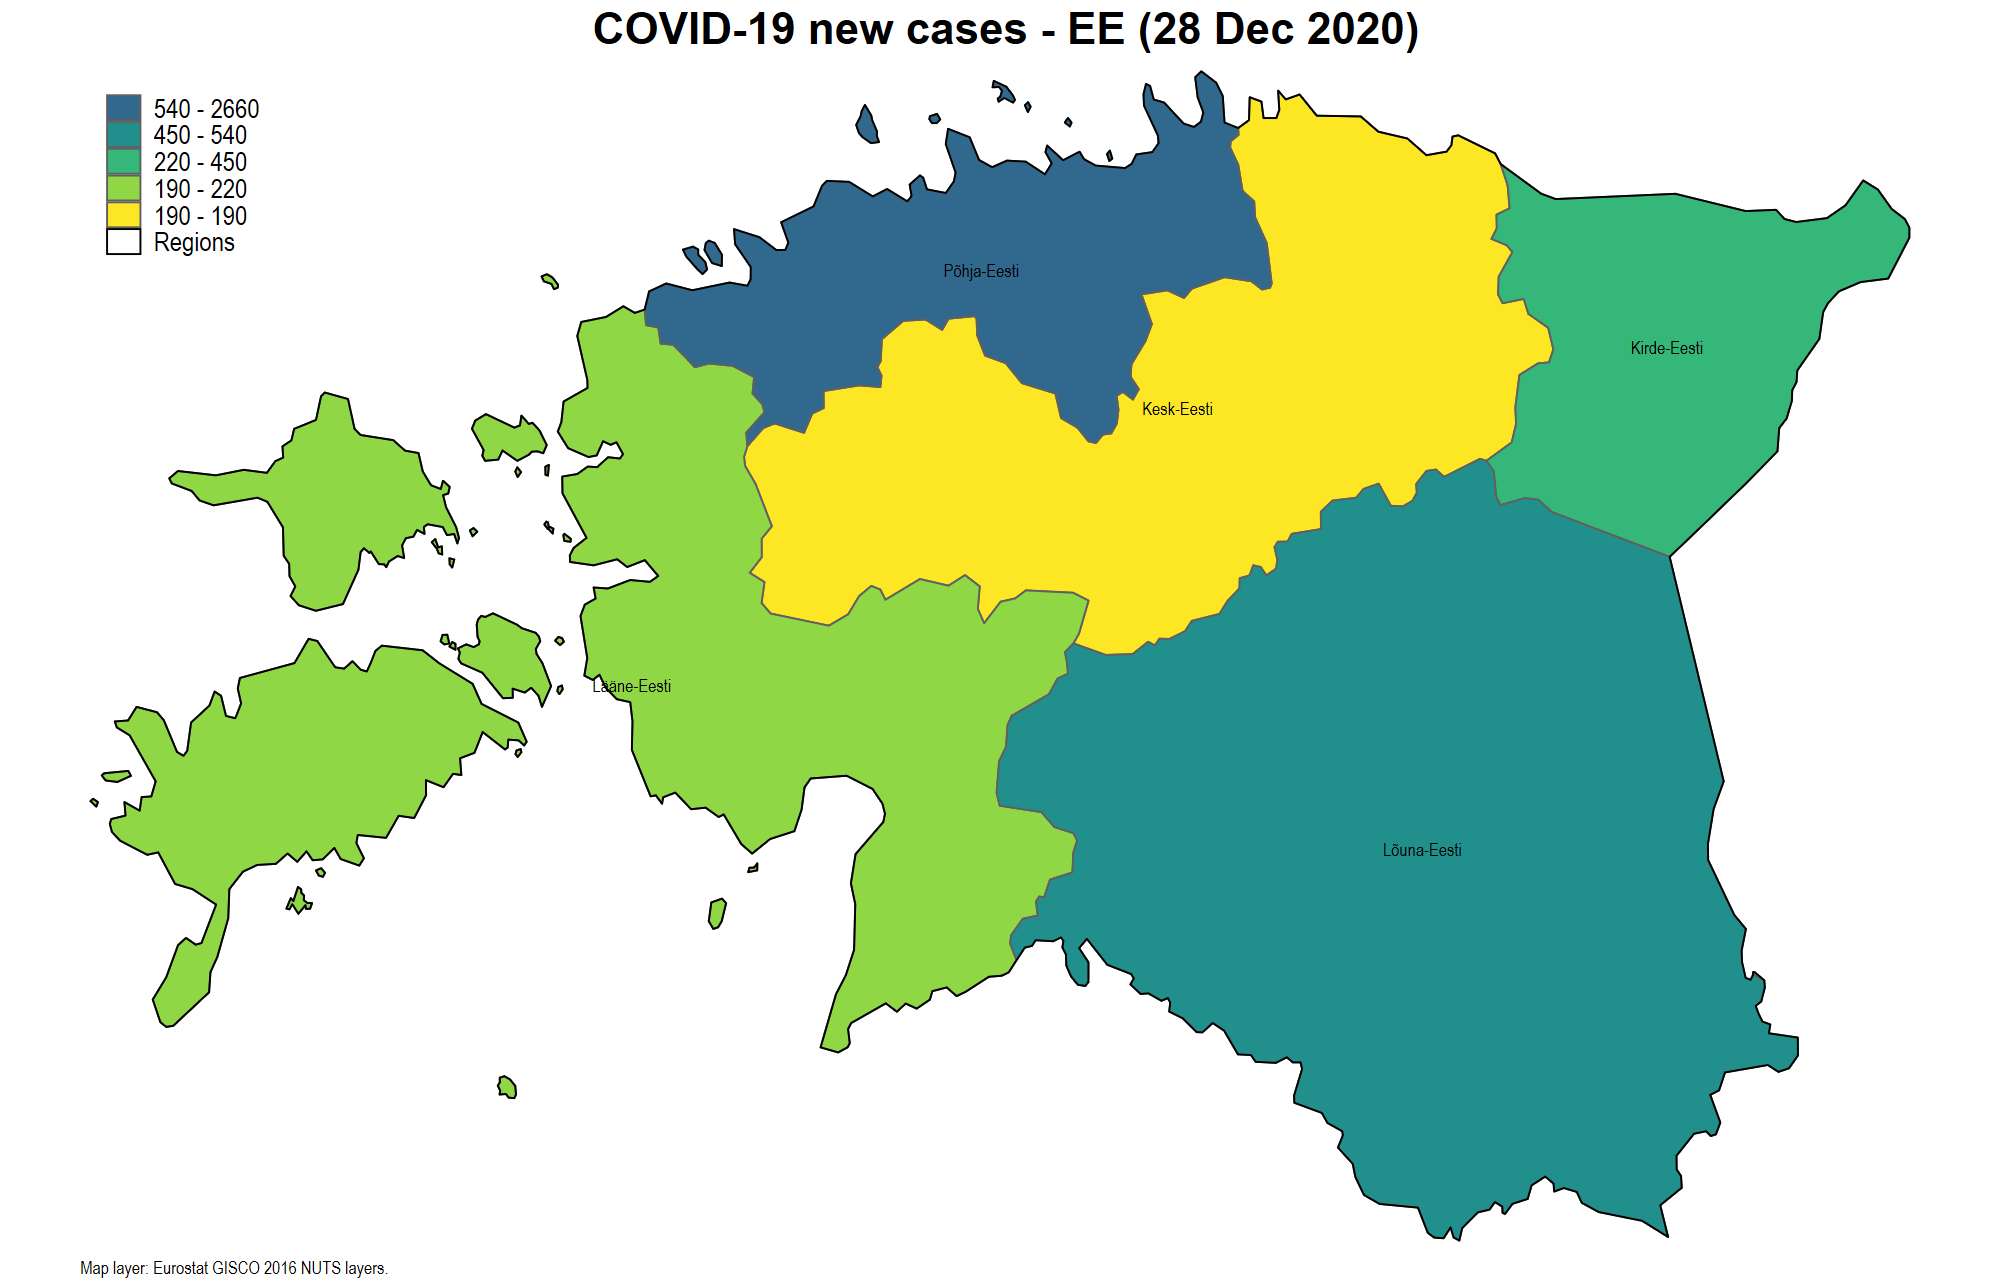 COVID-19 new cases - EE (28 Dec 2020)
540 - 2660
450 - 540
220 - 450
190 - 220
190 - 190
Regions
Põhja-Eesti
Kirde-Eesti
Kesk-Eesti
Lääne-Eesti
Lõuna-Eesti
Map layer: Eurostat GISCO 2016 NUTS layers.